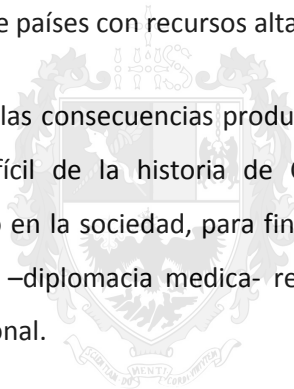 e países con recursos alta
las consecuencias produ
fícil de la historia de C
o en la sociedad, para fin
–diplomacia medica- re
onal.